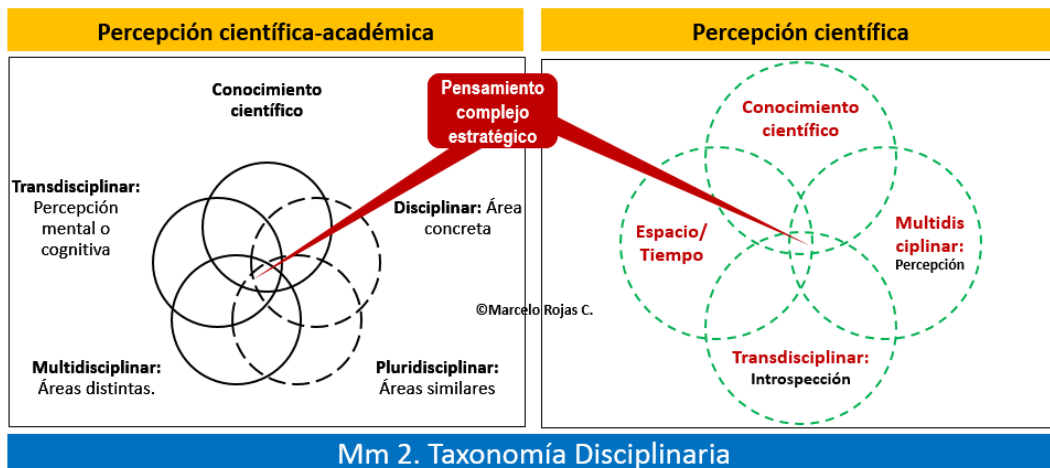 Percepción científica-académica
Percepción científica
Pensamiento
complejo
estratégico
Conocimiento
científico
Transdisciplinar:
Percepción
mental o
cognitiva
Disciplinar: Área
concreta
Multidisciplinar:
Áreas distintas.
Pluridisciplinar:
Áreas similares
©Marcelo Rojas C.
Conocimiento
científico
Espacio/
Tiempo
Multidis
ciplinar:
Percepción
Transdisciplinar:
Introspección
Mm 2. Taxonomía Disciplinaria